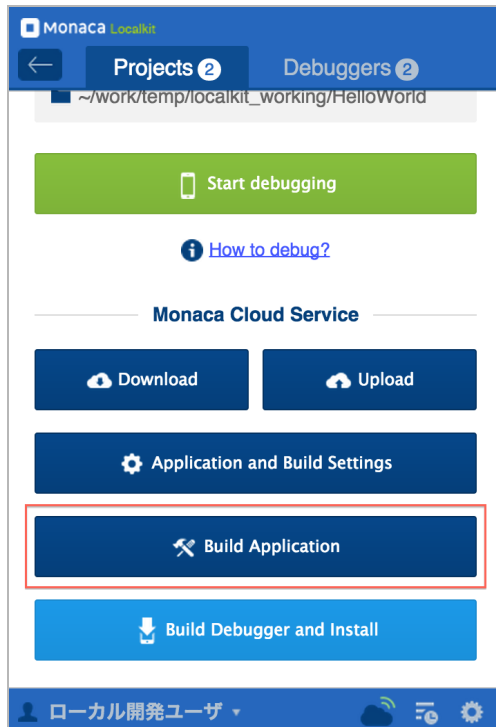 Monaca Localkit
Projects 2 Debuggers 2
~/work/temp/localkit_working/HelloWorld
Start debugging
How to debug?
Monaca Cloud Service
Download Upload
Application and Build Settings
Build Application
Build Debugger and Install
ローカル開発ユーザ